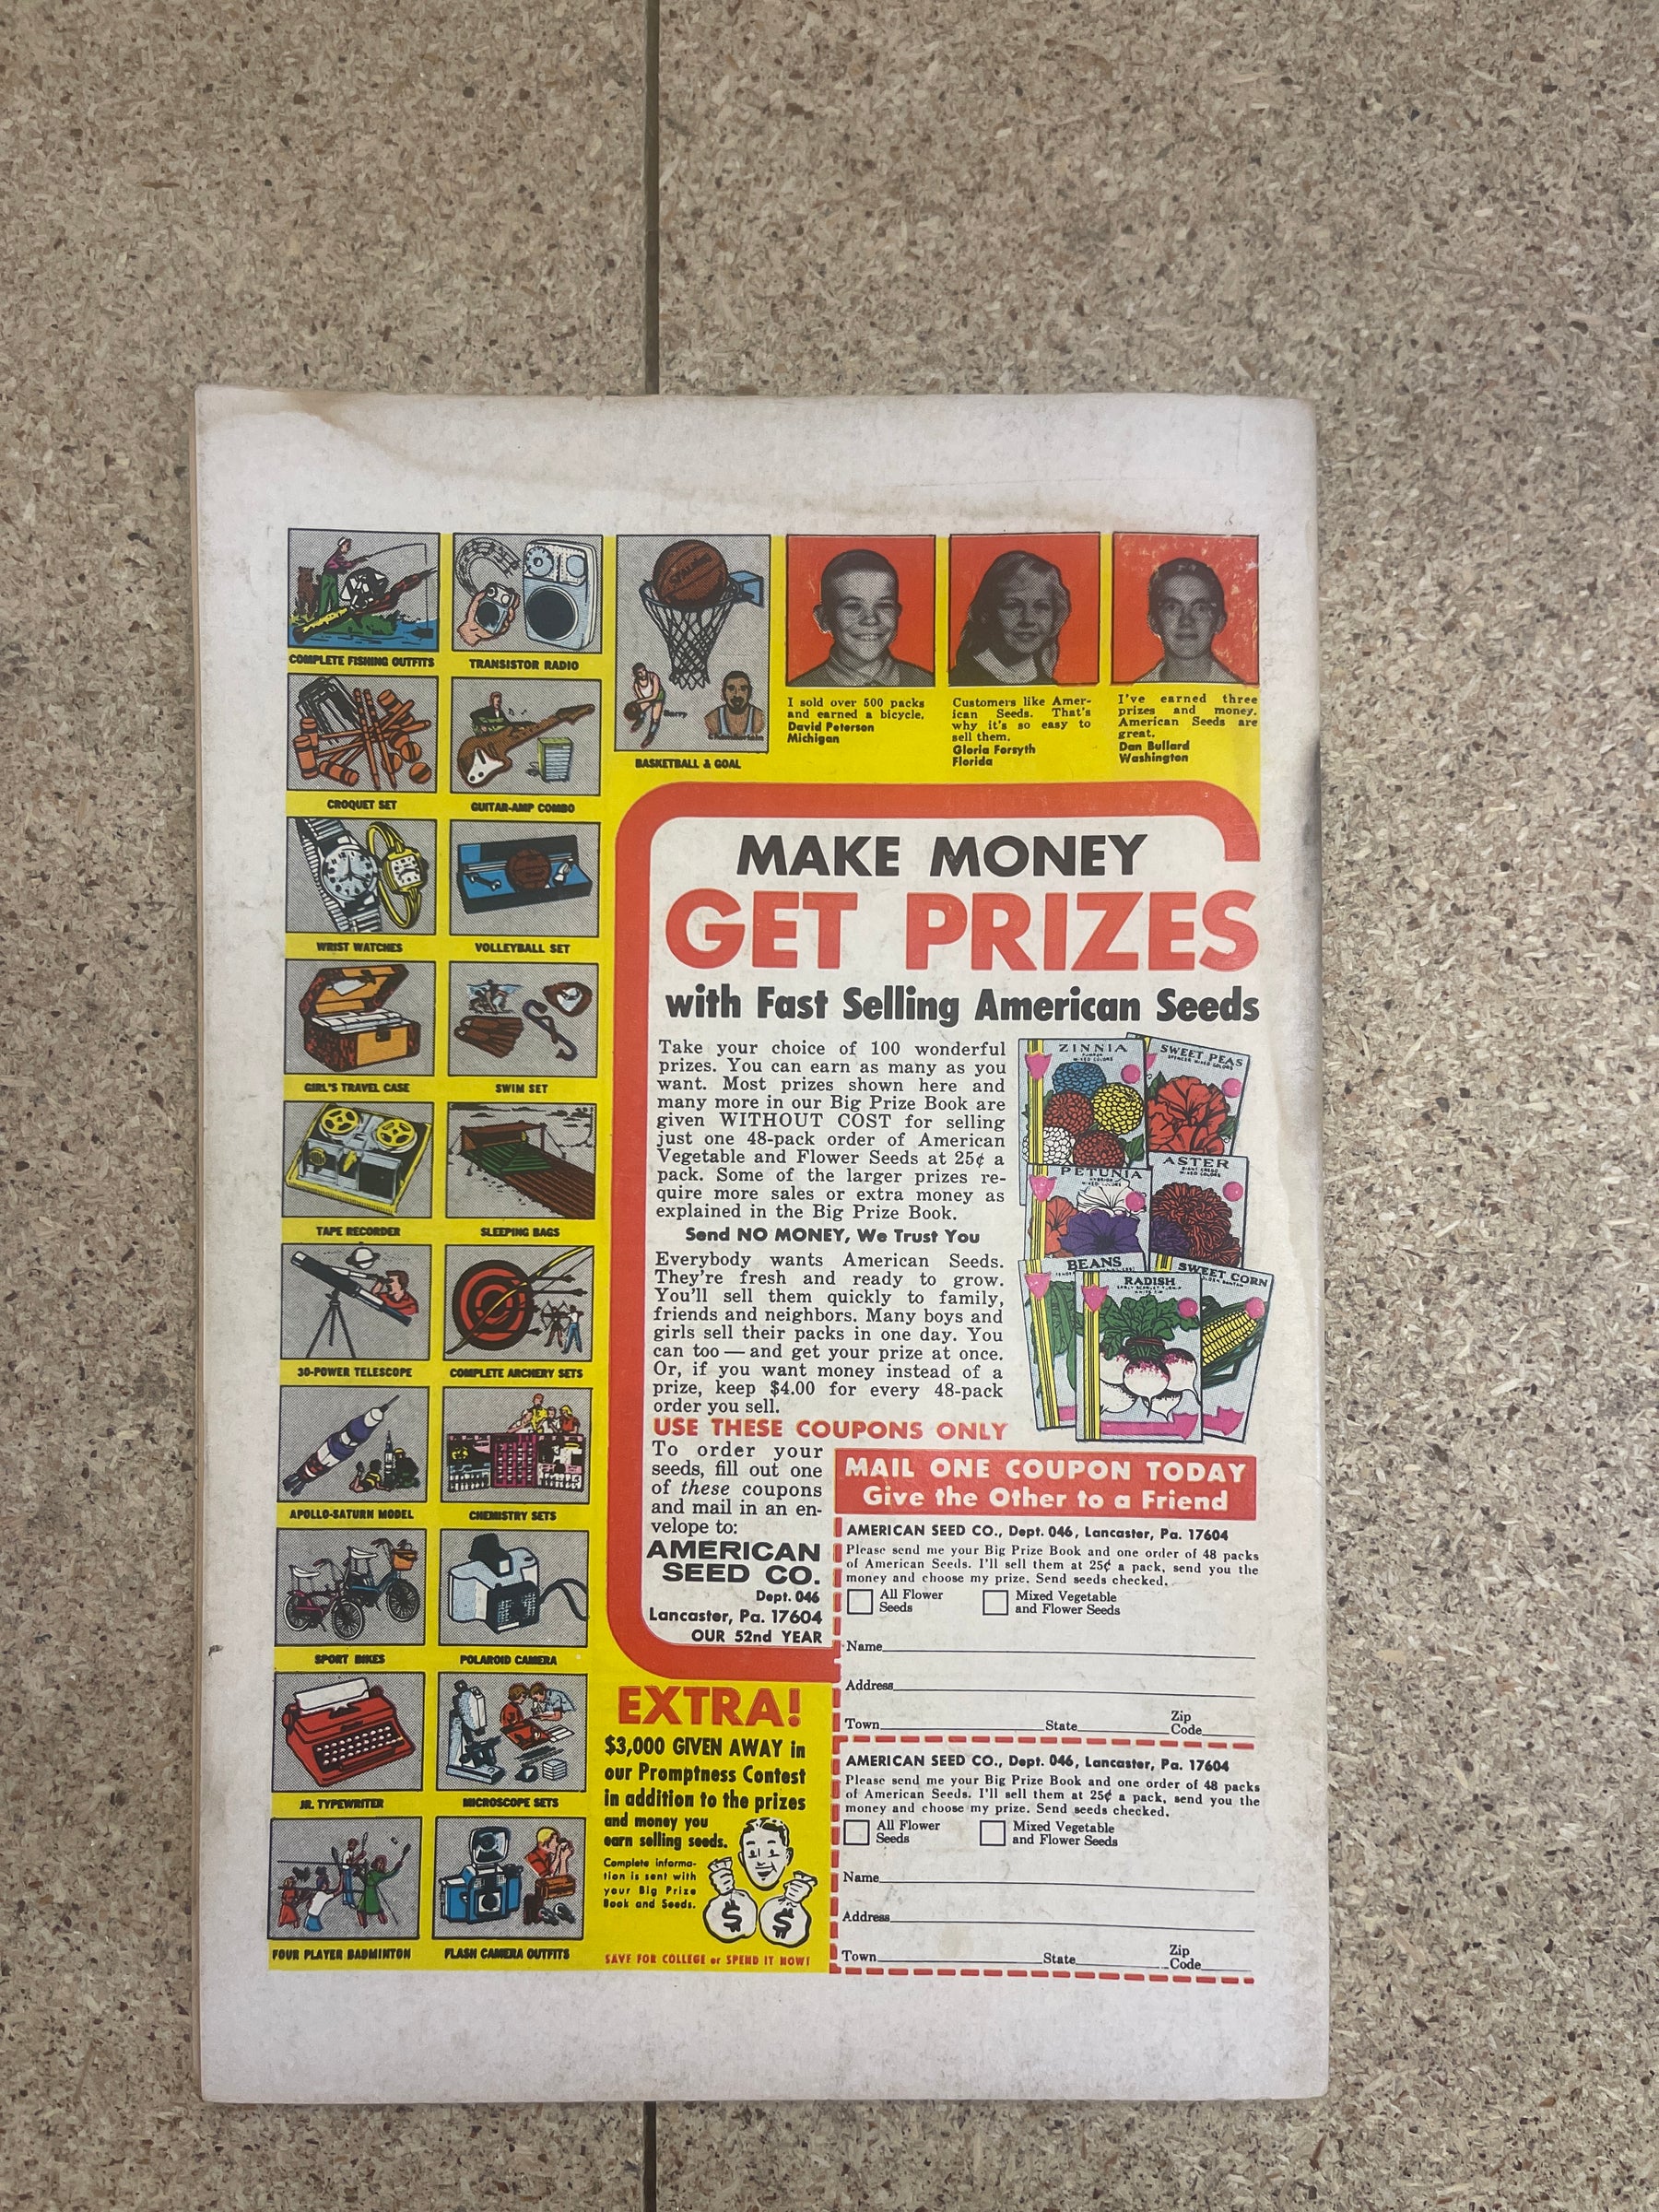 COMPLETE FISHING OUTFITS
TRANSISTOR RADIO
CROQUET SET
GUITAR-AMP COMBO
WRIST WATCHES
VOLLEYBALL SET
GIRL'S TRAVEL CASE
SWIM SET
TAPE RECORDER
SLEEPING BAGS
30-POWER TELESCOPE
COMPLETE ARCHERY SETS
APOLLO-SATURN MODEL
CHEMISTRY SETS
SPORT BIKES
POLAROID CAMERA
JR. TYPEWRITER
MICROSCOPE SETS
FOUR PLAYER BADMINTON
FLASH CAMERA OUTFITS
Spalding
Barry
BASKETBALL & GOAL
I sold over 500 packs
and earned a bicycle.
David Peterson
Michigan
Customers like Amer-
ican Seeds. That's
why it's so easy to
sell them.
Gloria Forsyth
Florida
I've earned three
prizes and money.
American Seeds are
great.
Dan Bullard
Washington
MAKE MONEY
GET PRIZES
with Fast Selling American Seeds
Take your choice of 100 wonderful
prizes. You can earn as many as you
want. Most prizes shown here and
many more in our Big Prize Book are
given WITHOUT COST for selling
just one 48-pack order of American
Vegetable and Flower Seeds at 25¢ a
pack. Some of the larger prizes re-
quire more sales or extra money as
explained in the Big Prize Book.
Send NO MONEY, We Trust You
Everybody wants American Seeds.
They're fresh and ready to grow.
You'll sell them quickly to family,
friends and neighbors. Many boys and
girls sell their packs in one day. You
can too — and get your prize at once.
Or, if you want money instead of a
prize, keep $4.00 for every 48-pack
order you sell.
ZINNIA
MIXED COLORS
SWEET PEAS
SPENCER MIXED COLORS
PETUNIA
MIXED COLORS
ASTER
MIXED COLORS
BEANS
RADISH
SWEET CORN
USE THESE COUPONS ONLY
To order your
seeds, fill out one
of these coupons
and mail in an en-
velope to:
AMERICAN
SEED CO.
Dept. 046
Lancaster, Pa. 17604
OUR 52nd YEAR
MAIL ONE COUPON TODAY
Give the Other to a Friend
AMERICAN SEED CO., Dept. 046, Lancaster, Pa. 17604
Please send me your Big Prize Book and one order of 48 packs
of American Seeds. I'll sell them at 25¢ a pack, send you the
money and choose my prize. Send seeds checked.
All Flower
Seeds
Mixed Vegetable
and Flower Seeds
Name
Address
Town State Zip Code
AMERICAN SEED CO., Dept. 046, Lancaster, Pa. 17604
Please send me your Big Prize Book and one order of 48 packs
of American Seeds. I'll sell them at 25¢ a pack, send you the
money and choose my prize. Send seeds checked.
All Flower
Seeds
Mixed Vegetable
and Flower Seeds
Name
Address
Town State Zip Code
EXTRA!
$3,000 GIVEN AWAY in
our Promptness Contest
in addition to the prizes
and money you
earn selling seeds.
Complete informa-
tion is sent with
your Big Prize
Book and Seeds.
$ $
SAVE FOR COLLEGE or SPEND IT NOW!